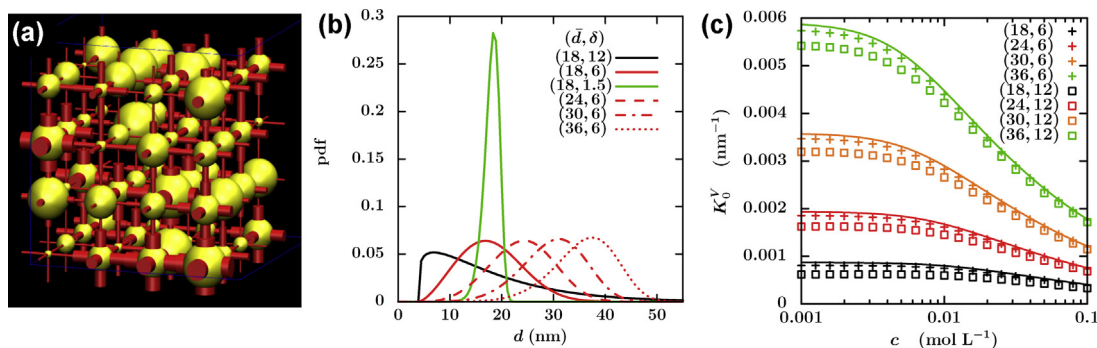 (a)
(b)
0.3
0.25
0.2
0.15
0.1
0.05
0
pdf
0 10 20 30 40 50
d (nm)
(d̄, δ)
(18, 12)
(18, 6)
(18, 1.5)
(24, 6)
(30, 6)
(36, 6)
(c)
0.006
0.005
0.004
0.003
0.002
0.001
0
K₀ⱽ (nm⁻¹)
0.001 0.01 0.1
c (mol L⁻¹)
(18, 6)
(24, 6)
(30, 6)
(36, 6)
(18, 12)
(24, 12)
(30, 12)
(36, 12)